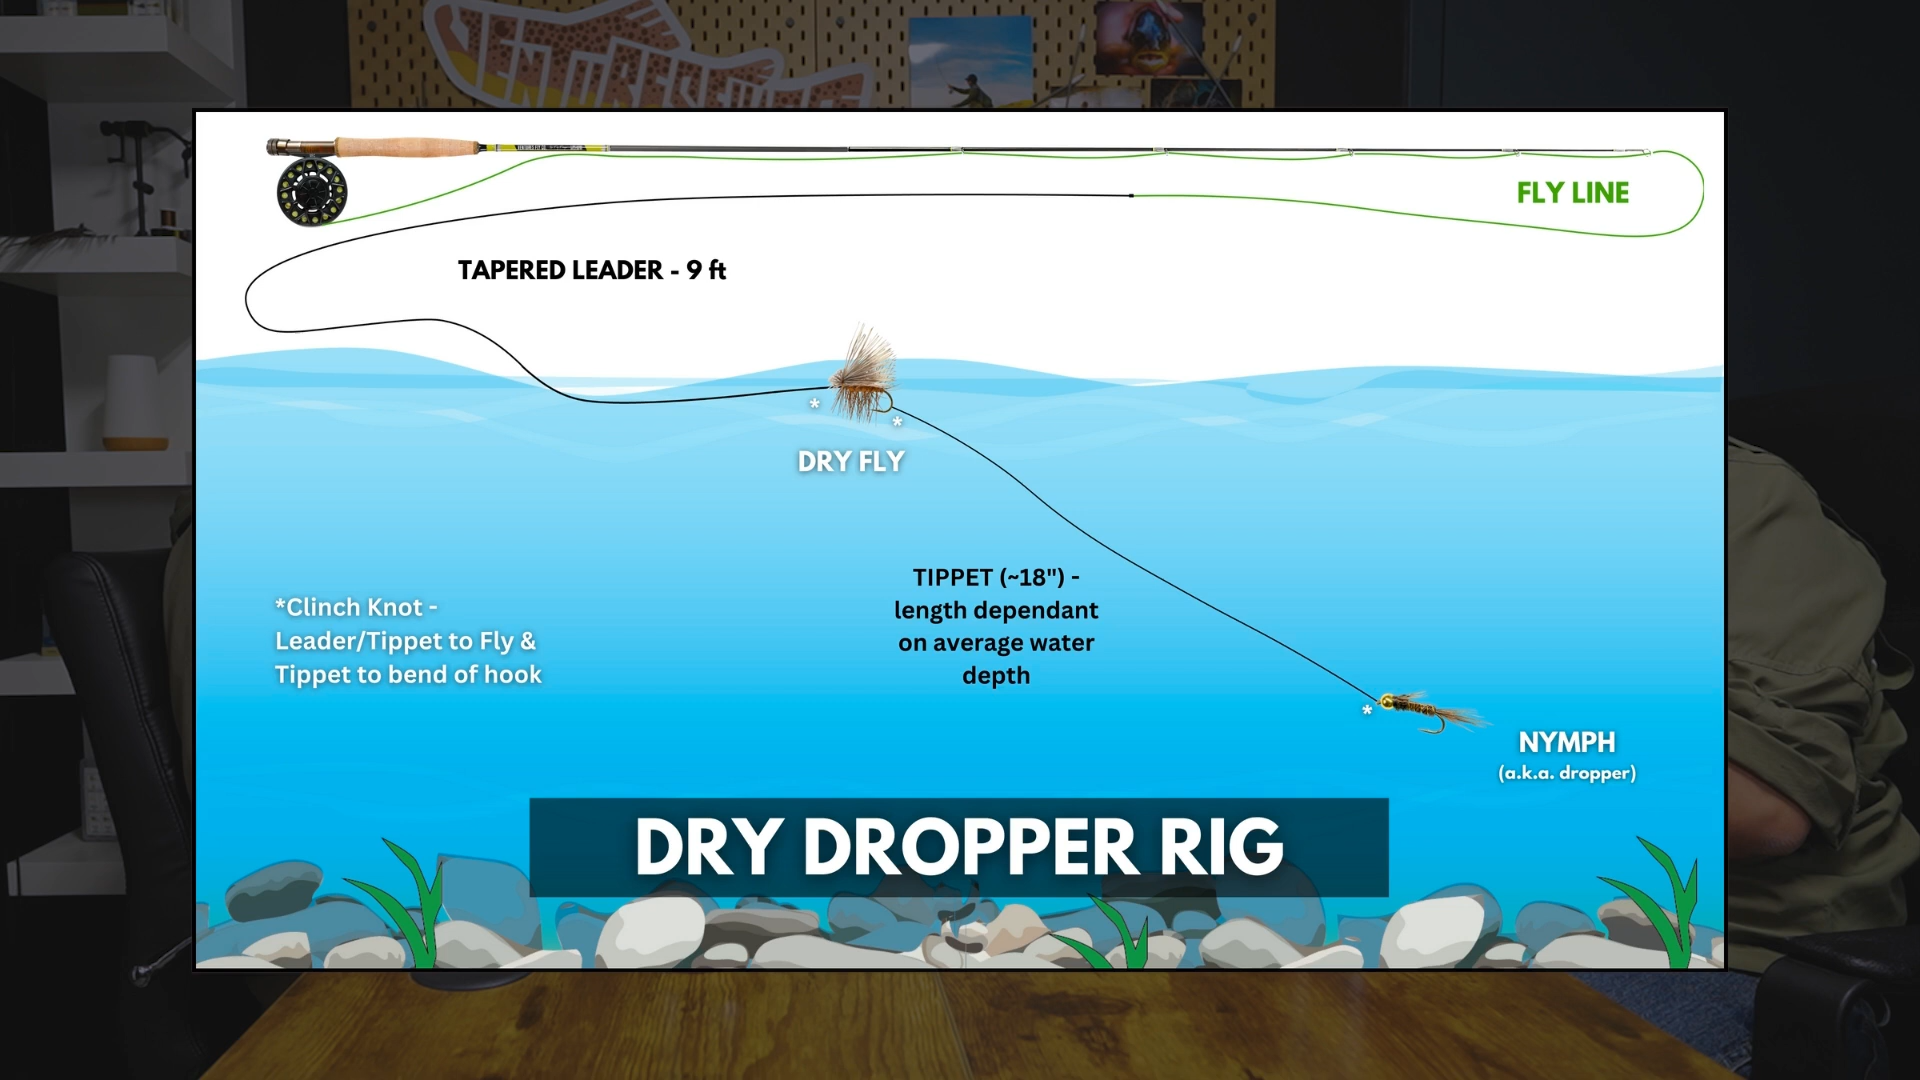 FLY LINE
TAPERED LEADER - 9 ft
*
*
DRY FLY
TIPPET (~18") -
length dependant
on average water
depth
*Clinch Knot -
Leader/Tippet to Fly &
Tippet to bend of hook
*
NYMPH
(a.k.a. dropper)
DRY DROPPER RIG